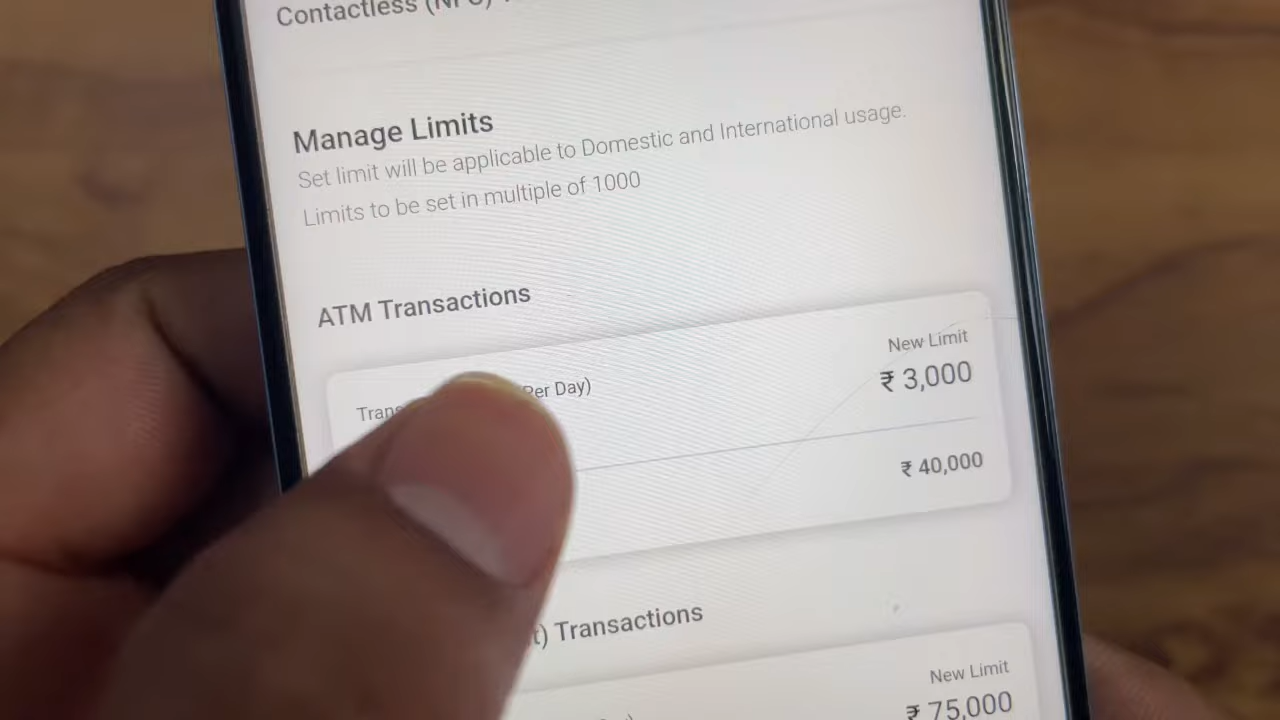 Contactless (NFC)
Manage Limits
Set limit will be applicable to Domestic and International usage.
Limits to be set in multiple of 1000
ATM Transactions
New Limit
Per Day)
₹ 3,000
₹ 40,000
t) Transactions
New Limit
₹ 75,000